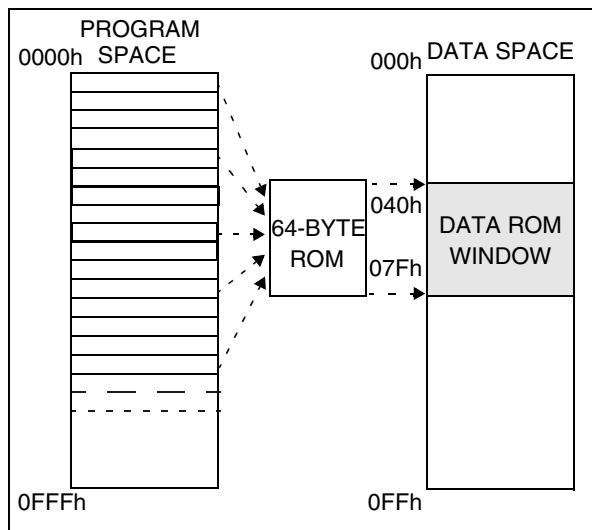 PROGRAM
SPACE
0000h
000h
DATA SPACE
64-BYTE
ROM
040h
07Fh
DATA ROM
WINDOW
0FFFh
0FFh